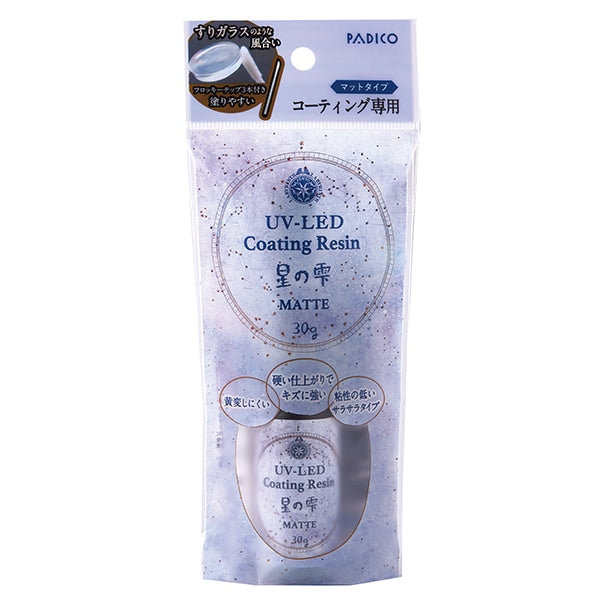 すりガラスのような
風合い
フロッキーチップ3本付き
塗りやすい
PADICO
マットタイプ
コーティング専用
UV-LED
Coating Resin
星の雫
MATTE
30g
硬い仕上がりで
キズに強い
黄変しにくい
粘性の低い
サラサラタイプ
UV-LED
Coating Resin
星の雫
MATTE
30g